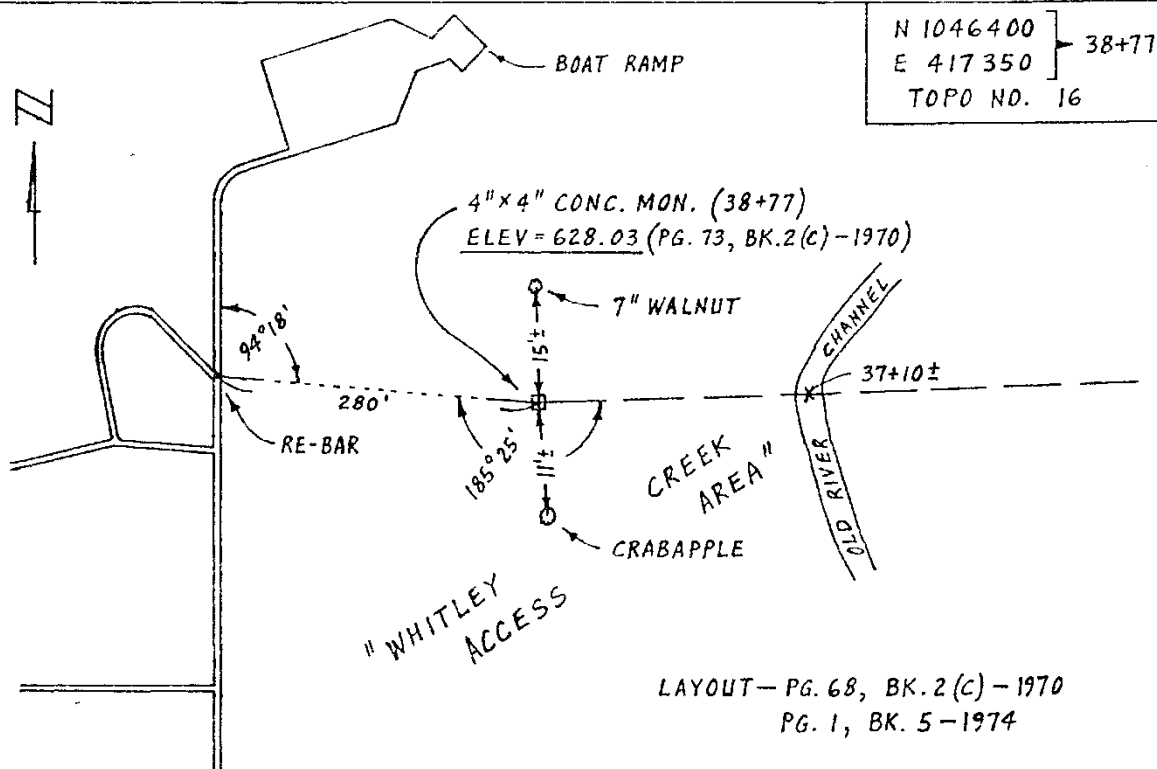 N 1046400
E 417350
38+77
TOPO NO. 16
BOAT RAMP
N
4"x4" CONC. MON. (38+77)
ELEV = 628.03 (PG. 73, BK. 2(C)-1970)
7" WALNUT
94°18'
15'±
CHANNEL
37+10±
280'
RE-BAR
185°25'
11'±
CREEK
AREA"
OLD RIVER
CRABAPPLE
"WHITLEY
ACCESS
LAYOUT — PG. 68, BK. 2(C) - 1970
PG. 1, BK. 5 - 1974